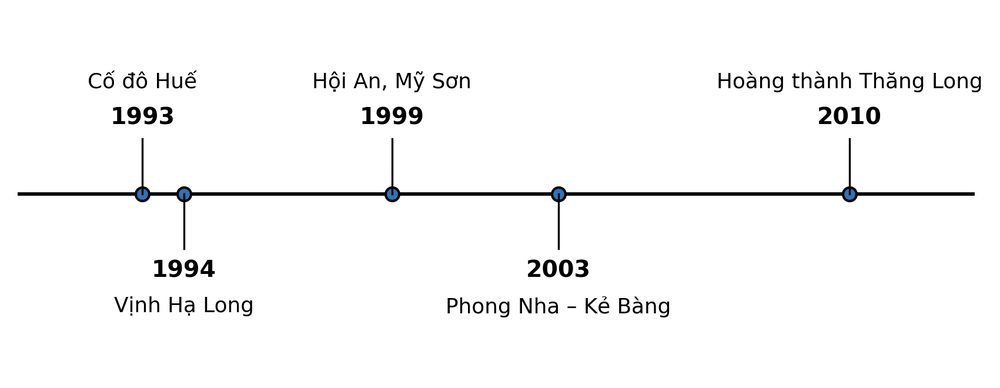 Cố đô Huế
1993
Hội An, Mỹ Sơn
1999
Hoàng thành Thăng Long
2010
1994
Vịnh Hạ Long
2003
Phong Nha – Kẻ Bàng